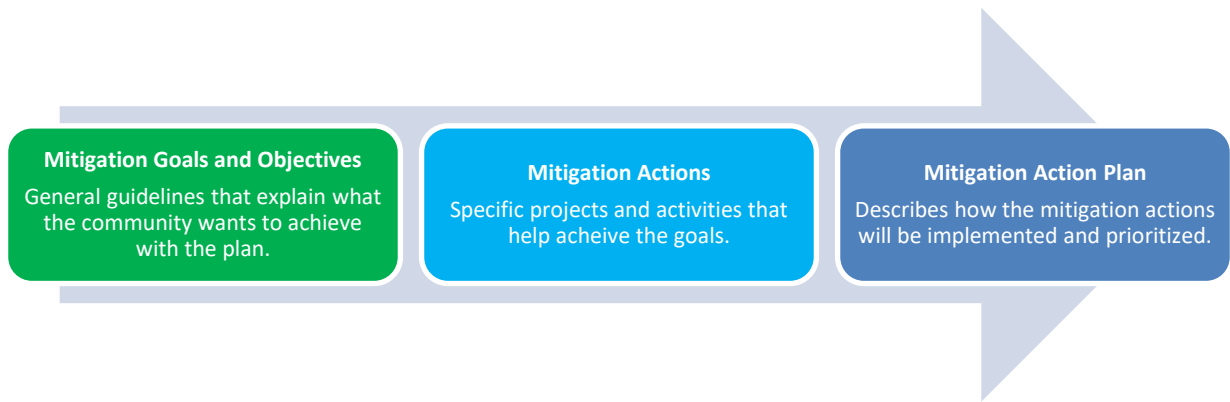 Mitigation Goals and Objectives
General guidelines that explain what
the community wants to achieve
with the plan.
Mitigation Actions
Specific projects and activities that
help acheive the goals.
Mitigation Action Plan
Describes how the mitigation actions
will be implemented and prioritized.